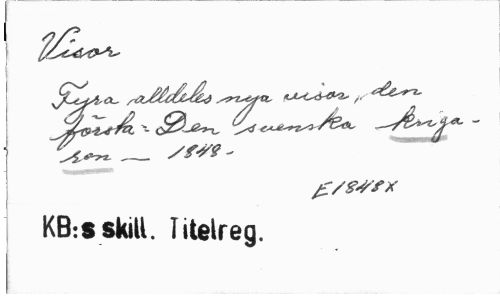 Visor
Fyra alldeles nya visor, den
första = Den svenska kriga-
ren — 1848-
E1848x
KB:s skill. Titelreg.